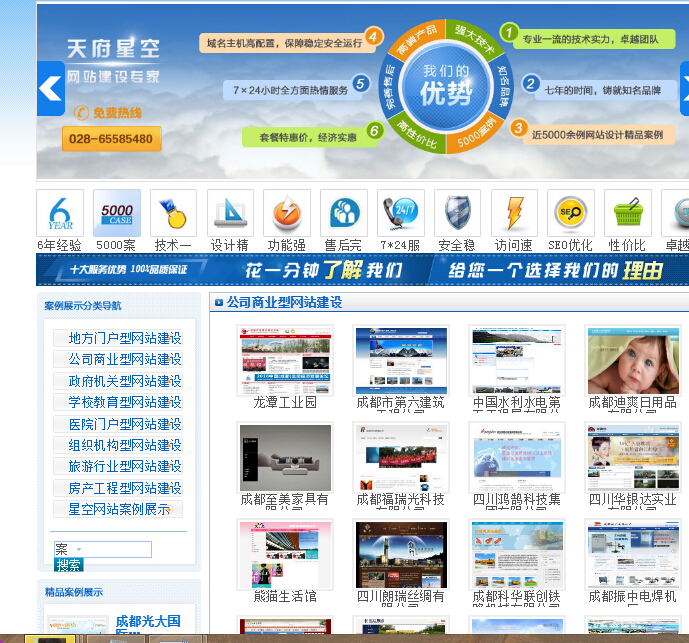 天府星空
网站建设专家
免费热线
028-65585480
域名主机高配置，保障稳定安全运行
4
7×24小时全方面热情服务
5
套餐特惠价，经济实惠
6
高端产品
强大技术
知名品牌
5000案例
高性价比
完善售后
我们的
优势
1
专业一流的技术实力，卓越团队
2
七年的时间，铸就知名品牌
3
近5000余例网站设计精品案例
6
YEAR
5000
CASE
24/7
SEO
6年经验
5000案
技术一
设计精
功能强
售后完
7*24服
安全稳
访问速
SEO优化
性价比
卓越
十大服务优势 100%品质保证
花一分钟了解我们
给您一个选择我们的理由
案例展示分类导航
地方门户型网站建设
公司商业型网站建设
政府机关型网站建设
学校教育型网站建设
医院门户型网站建设
组织机构型网站建设
旅游行业型网站建设
房产工程型网站建设
星空网站案例展示
案
搜索
精品案例展示
成都光大国
公司商业型网站建设
龙潭工业园
成都市第六建筑
中国水利水电第
成都迪爽日用品
成都至美家具有
成都福瑞光科技
四川鸿鹄科技集
四川华银达实业
熊猫生活馆
四川朗瑞丝绸有
成都科华联创铁
成都振中电焊机